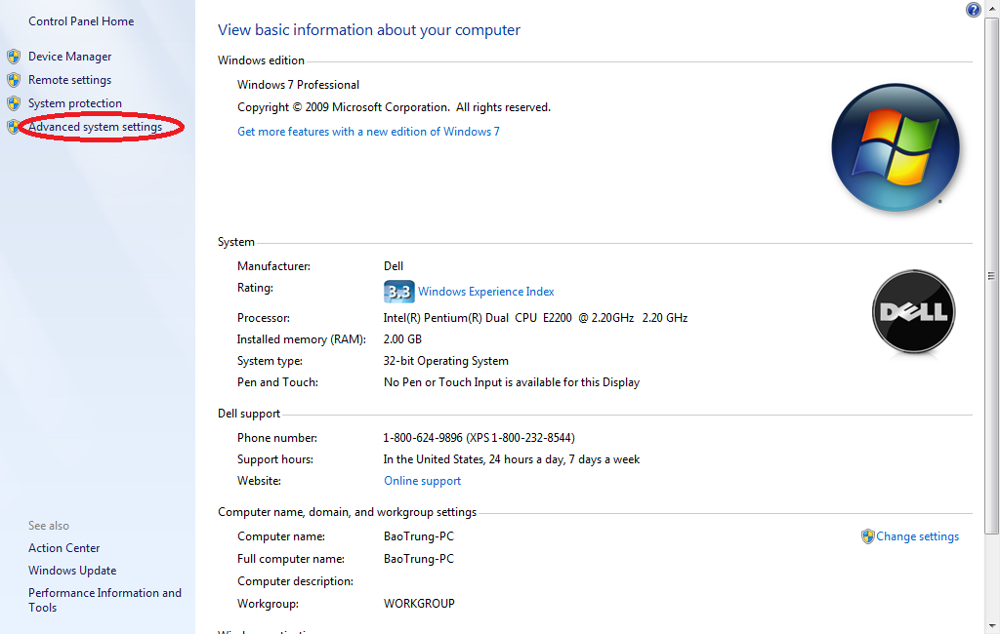 Control Panel Home
Device Manager
Remote settings
System protection
Advanced system settings
See also
Action Center
Windows Update
Performance Information and
Tools
View basic information about your computer
Windows edition
Windows 7 Professional
Copyright © 2009 Microsoft Corporation.  All rights reserved.
Get more features with a new edition of Windows 7
System
Manufacturer: Dell
Rating: 3.3 Windows Experience Index
Processor: Intel(R) Pentium(R) Dual  CPU  E2200  @ 2.20GHz   2.20 GHz
Installed memory (RAM): 2.00 GB
System type: 32-bit Operating System
Pen and Touch: No Pen or Touch Input is available for this Display
DELL
Dell support
Phone number: 1-800-624-9896 (XPS 1-800-232-8544)
Support hours: In the United States, 24 hours a day, 7 days a week
Website: Online support
Computer name, domain, and workgroup settings
Computer name: BaoTrung-PC Change settings
Full computer name: BaoTrung-PC
Computer description:
Workgroup: WORKGROUP